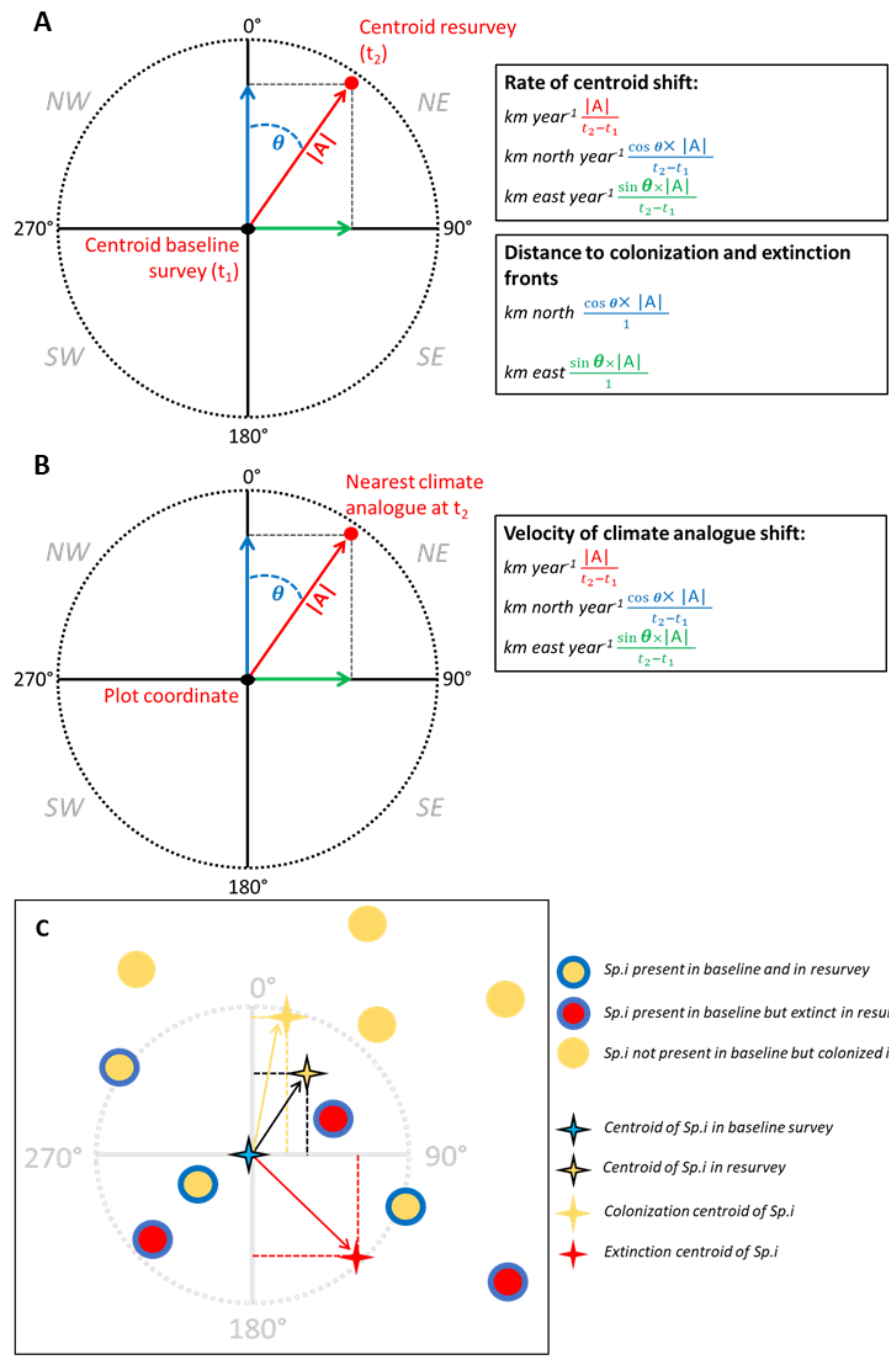 A
0°
Centroid resurvey
(t2)
NW
NE
θ
|A|
270°
90°
Centroid baseline
survey (t1)
SW
SE
180°
Rate of centroid shift:
km year-1 |A| / t2−t1
km north year-1 cos θ× |A| / t2−t1
km east year-1 sin θ×|A| / t2−t1
Distance to colonization and extinction
fronts
km north cos θ× |A| / 1
km east sin θ×|A| / 1
B
0°
Nearest climate
analogue at t2
NW
NE
θ
|A|
270°
90°
Plot coordinate
SW
SE
180°
Velocity of climate analogue shift:
km year-1 |A| / t2−t1
km north year-1 cos θ× |A| / t2−t1
km east year-1 sin θ×|A| / t2−t1
C
0°
270°
90°
180°
Sp.i present in baseline and in resurvey
Sp.i present in baseline but extinct in resu
Sp.i not present in baseline but colonized i
Centroid of Sp.i in baseline survey
Centroid of Sp.i in resurvey
Colonization centroid of Sp.i
Extinction centroid of Sp.i